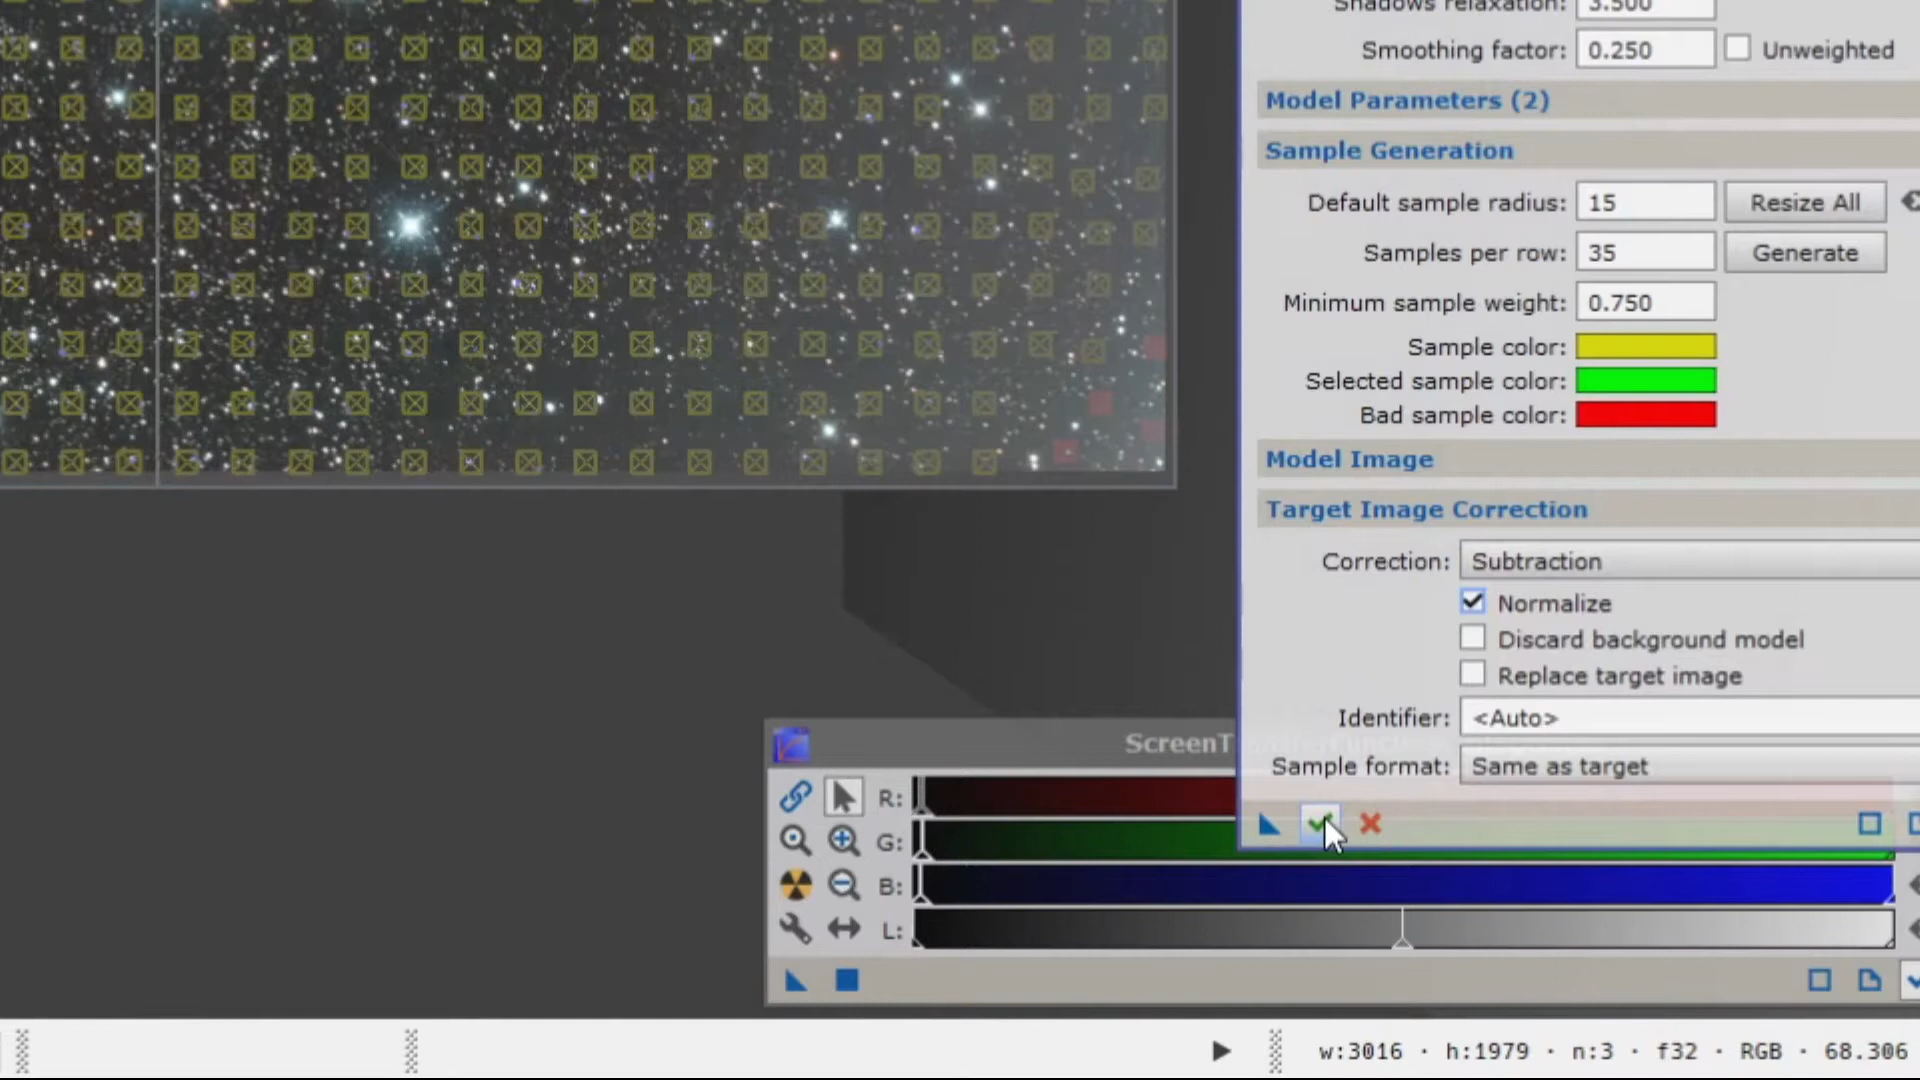 Shadows relaxation: 3.500
Smoothing factor: 0.250 Unweighted
Model Parameters (2)
Sample Generation
Default sample radius: 15 Resize All
Samples per row: 35 Generate
Minimum sample weight: 0.750
Sample color:
Selected sample color:
Bad sample color:
Model Image
Target Image Correction
Correction: Subtraction
Normalize
Discard background model
Replace target image
Identifier: <Auto>
Sample format: Same as target
ScreenT
R:
G:
B:
L:
w:3016 · h:1979 · n:3 · f32 · RGB · 68.306